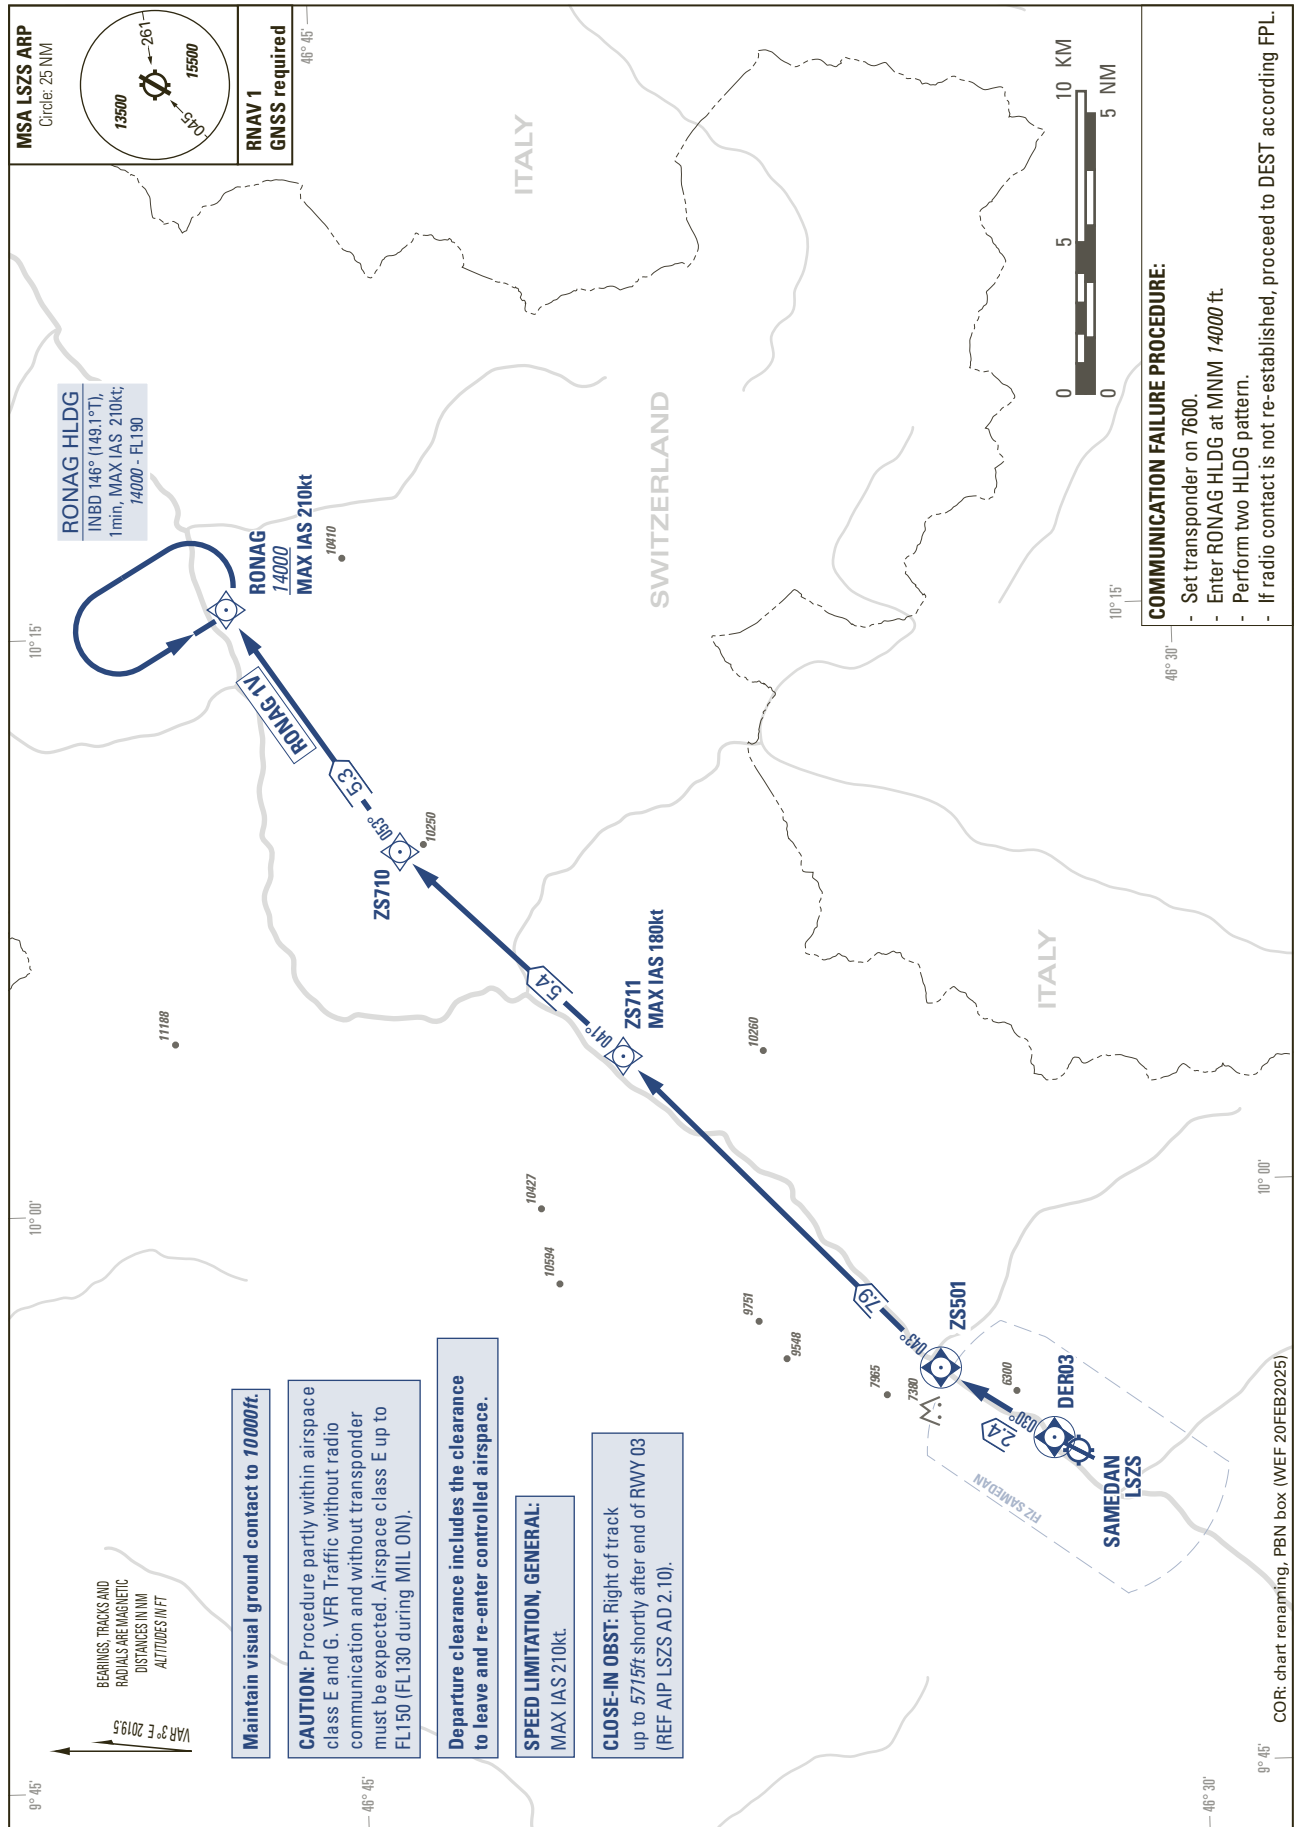 BEARINGS, TRACKS AND
RADIALS ARE MAGNETIC
DISTANCES IN NM
ALTITUDES IN FT
VAR 3° E 2019.5
Maintain visual ground contact to 10000ft.
CAUTION: Procedure partly within airspace
class E and G. VFR Traffic without radio
communication and without transponder
must be expected. Airspace class E up to
FL150 (FL130 during MIL ON).
Departure clearance includes the clearance
to leave and re-enter controlled airspace.
SPEED LIMITATION, GENERAL:
MAX IAS 210kt.
CLOSE-IN OBST: Right of track
up to 5715ft shortly after end of RWY 03
(REF AIP LSZS AD 2.10).
MSA LSZS ARP
Circle: 25 NM
13500
15500
261
045
RNAV 1
GNSS required
RONAG HLDG
INBD 146° (149.1°T),
1min, MAX IAS 210kt;
14000 - FL190
RONAG
14000
MAX IAS 210kt
10410
RONAG 1V
5.3
053°
ZS710
10250
5.4
041°
ZS711
MAX IAS 180kt
11188
10427
10594
10260
9751
9548
7965
7380
7.9
043°
ZS501
6300
2.4
030°
DER03
SAMEDAN
LSZS
FIZ SAMEDAN
ITALY
SWITZERLAND
ITALY
9° 45'
10° 00'
10° 15'
46° 45'
46° 45'
46° 30'
46° 30'
9° 45'
10° 00'
10° 15'
0 5 10 KM
0 5 NM
COMMUNICATION FAILURE PROCEDURE:
- Set transponder on 7600.
- Enter RONAG HLDG at MNM 14000 ft.
- Perform two HLDG pattern.
- If radio contact is not re-established, proceed to DEST according FPL.
COR: chart renaming, PBN box (WEF 20FEB2025)